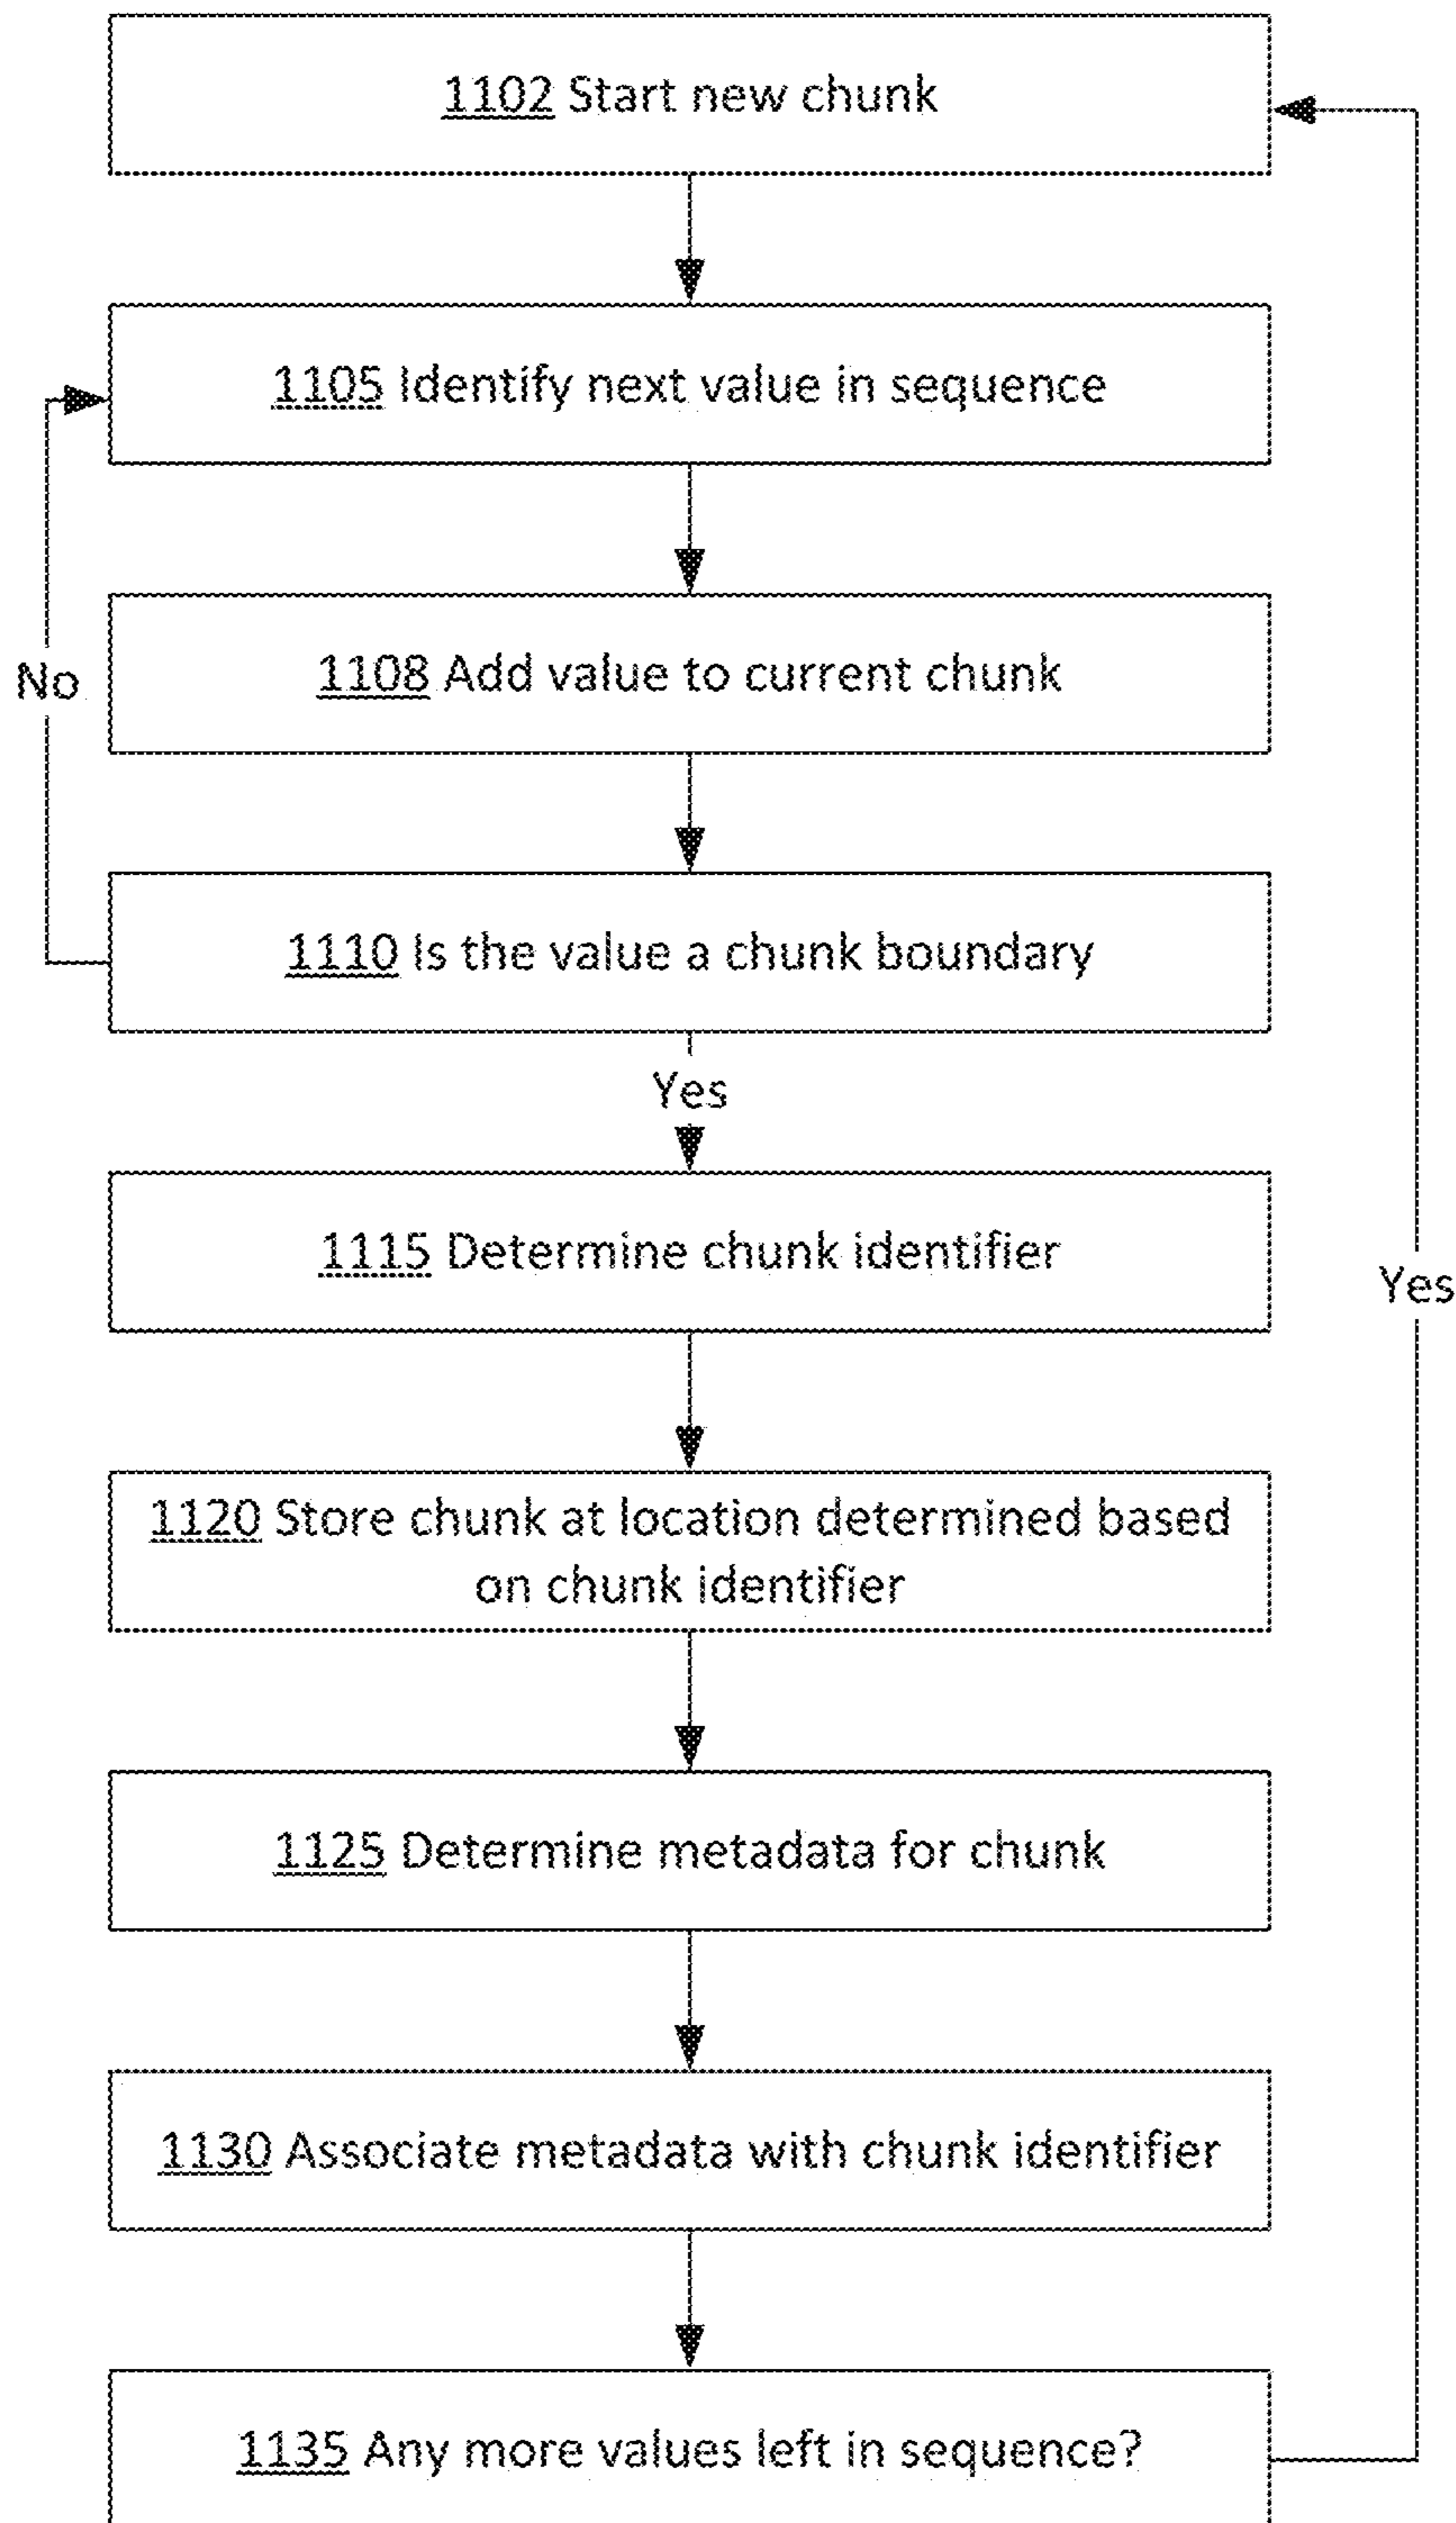 1102 Start new chunk
1105 Identify next value in sequence
1108 Add value to current chunk
No
1110 Is the value a chunk boundary
Yes
1115 Determine chunk identifier
Yes
1120 Store chunk at location determined based
on chunk identifier
1125 Determine metadata for chunk
1130 Associate metadata with chunk identifier
1135 Any more values left in sequence?